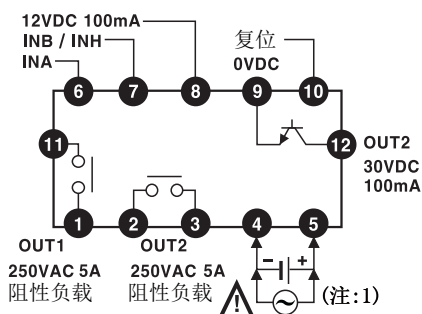 12VDC 100mA
INB / INH
INA
复位
0VDC
6 7 8 9 10
11
12 OUT2
30VDC
100mA
1 2 3 4 5
OUT1 OUT2
250VAC 5A 250VAC 5A
阻性负载 阻性负载
- +
(注:1)